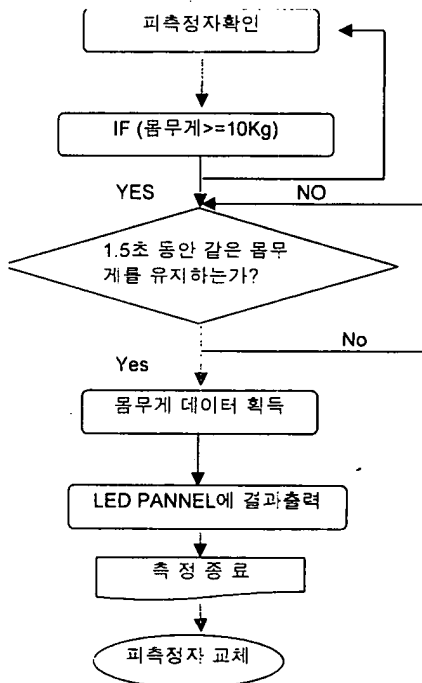 피측정자확인
IF (몸무게>=10Kg)
YES
NO
1.5초 동안 같은 몸무
게를 유지하는가?
No
Yes
몸무게 데이터 획득
LED PANNEL에 결과출력
측 정 종 료
피측정자 교체